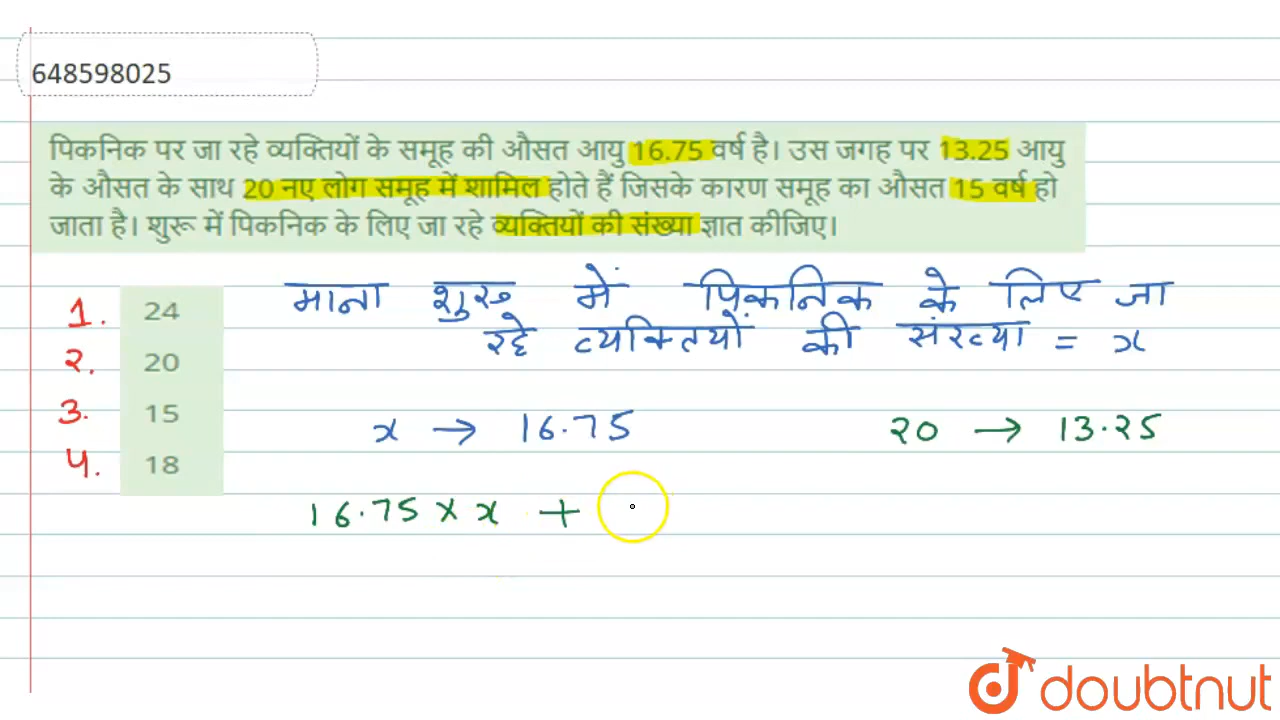 648598025
पिकनिक पर जा रहे व्यक्तियों के समूह की औसत आयु 16.75 वर्ष है। उस जगह पर 13.25 आयु
के औसत के साथ 20 नए लोग समूह में शामिल होते हैं जिसके कारण समूह का औसत 15 वर्ष हो
जाता है। शुरू में पिकनिक के लिए जा रहे व्यक्तियों की संख्या ज्ञात कीजिए।
माना शुरू में पिकनिक के लिए जा
रहे व्यक्तियों की संख्या = x
1. 24
2. 20
3. 15
4. 18
x → 16.75 20 → 13.25
16.75 × x +
doubtnut